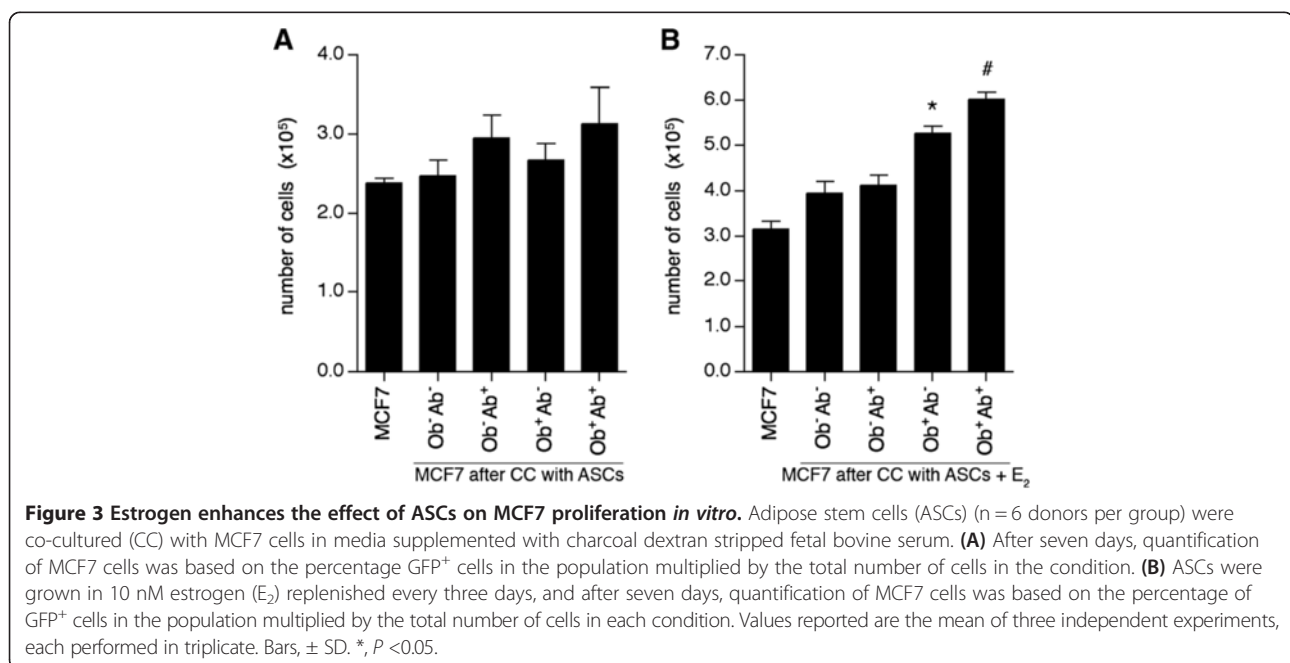 A
B
4.0
3.0
2.0
1.0
0.0
number of cells (x10⁵)
MCF7
Ob⁻Ab⁻
Ob⁻Ab⁺
Ob⁺Ab⁻
Ob⁺Ab⁺
MCF7 after CC with ASCs
7.0
6.0
5.0
4.0
3.0
2.0
1.0
0.0
number of cells (x10⁵)
*
#
MCF7
Ob⁻Ab⁻
Ob⁻Ab⁺
Ob⁺Ab⁻
Ob⁺Ab⁺
MCF7 after CC with ASCs + E₂
Figure 3 Estrogen enhances the effect of ASCs on MCF7 proliferation in vitro. Adipose stem cells (ASCs) (n = 6 donors per group) were
co-cultured (CC) with MCF7 cells in media supplemented with charcoal dextran stripped fetal bovine serum. (A) After seven days, quantification
of MCF7 cells was based on the percentage GFP⁺ cells in the population multiplied by the total number of cells in the condition. (B) ASCs were
grown in 10 nM estrogen (E₂) replenished every three days, and after seven days, quantification of MCF7 cells was based on the percentage of
GFP⁺ cells in the population multiplied by the total number of cells in each condition. Values reported are the mean of three independent experiments,
each performed in triplicate. Bars, ± SD. *, P <0.05.